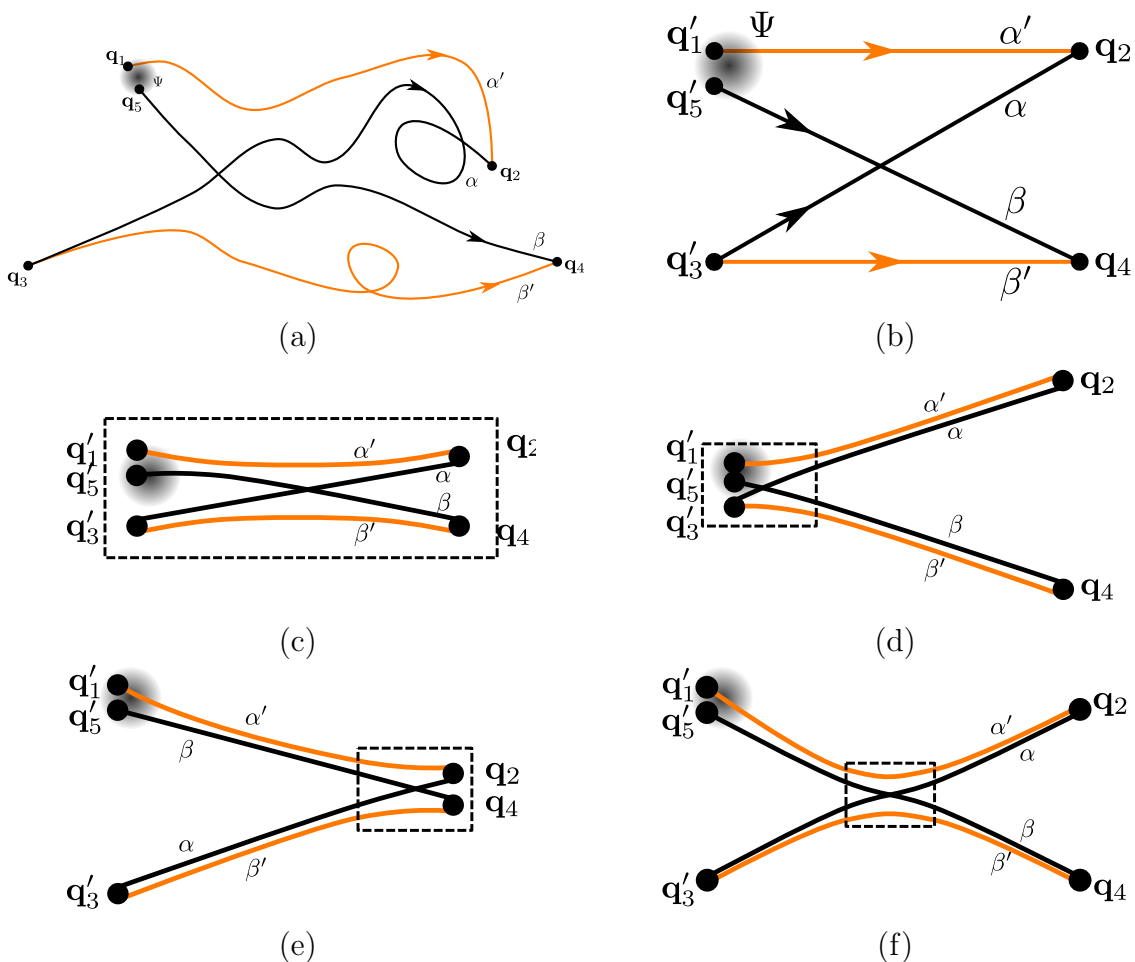 q₁
Ψ
q₅
α′
α
q₂
q₃
β
q₄
β′
(a)
q′₁
Ψ
α′
q₂
q′₅
α
β
q′₃
q₄
β′
(b)
q′₁
α′
q₂
q′₅
α
β
q′₃
β′
q₄
(c)
q₂
α′
α
q′₁
q′₅
q′₃
β
β′
q₄
(d)
q′₁
q′₅
α′
β
q₂
q₄
α
β′
q′₃
(e)
q′₁
q₂
q′₅
α′
α
β
β′
q′₃
q₄
(f)